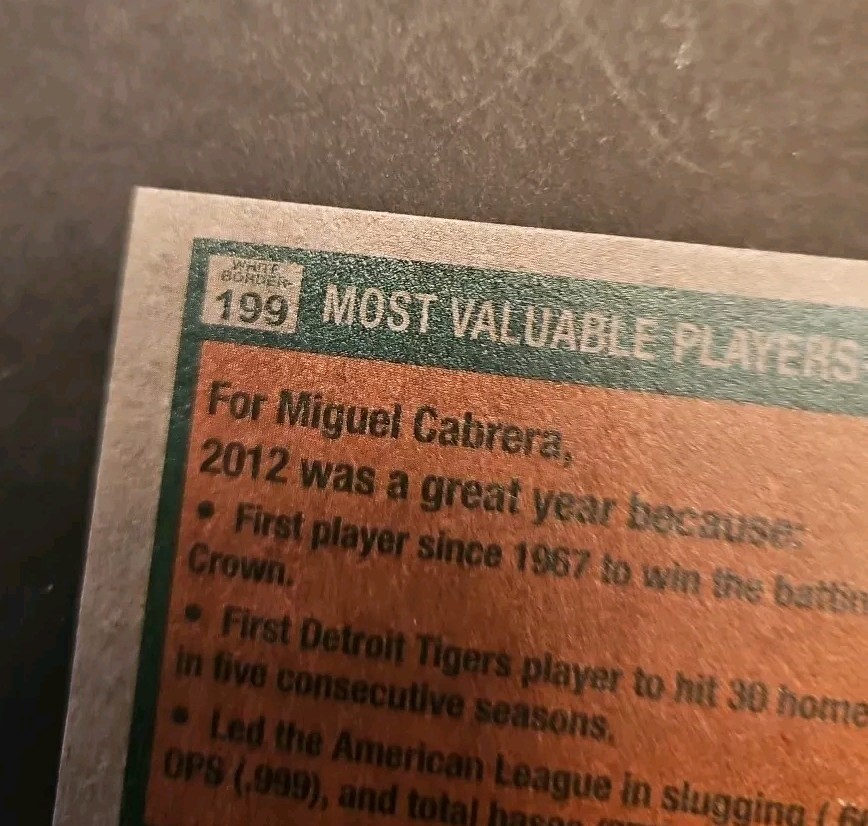 WHITE
BORDER
199
MOST VALUABLE PLAYERS-
For Miguel Cabrera,
2012 was a great year because:
• First player since 1967 to win the
Crown.
• First Detroit Tigers player to hit 30 home
in five consecutive seasons.
• Led the American League in slugging
OPS (.999), and total bases